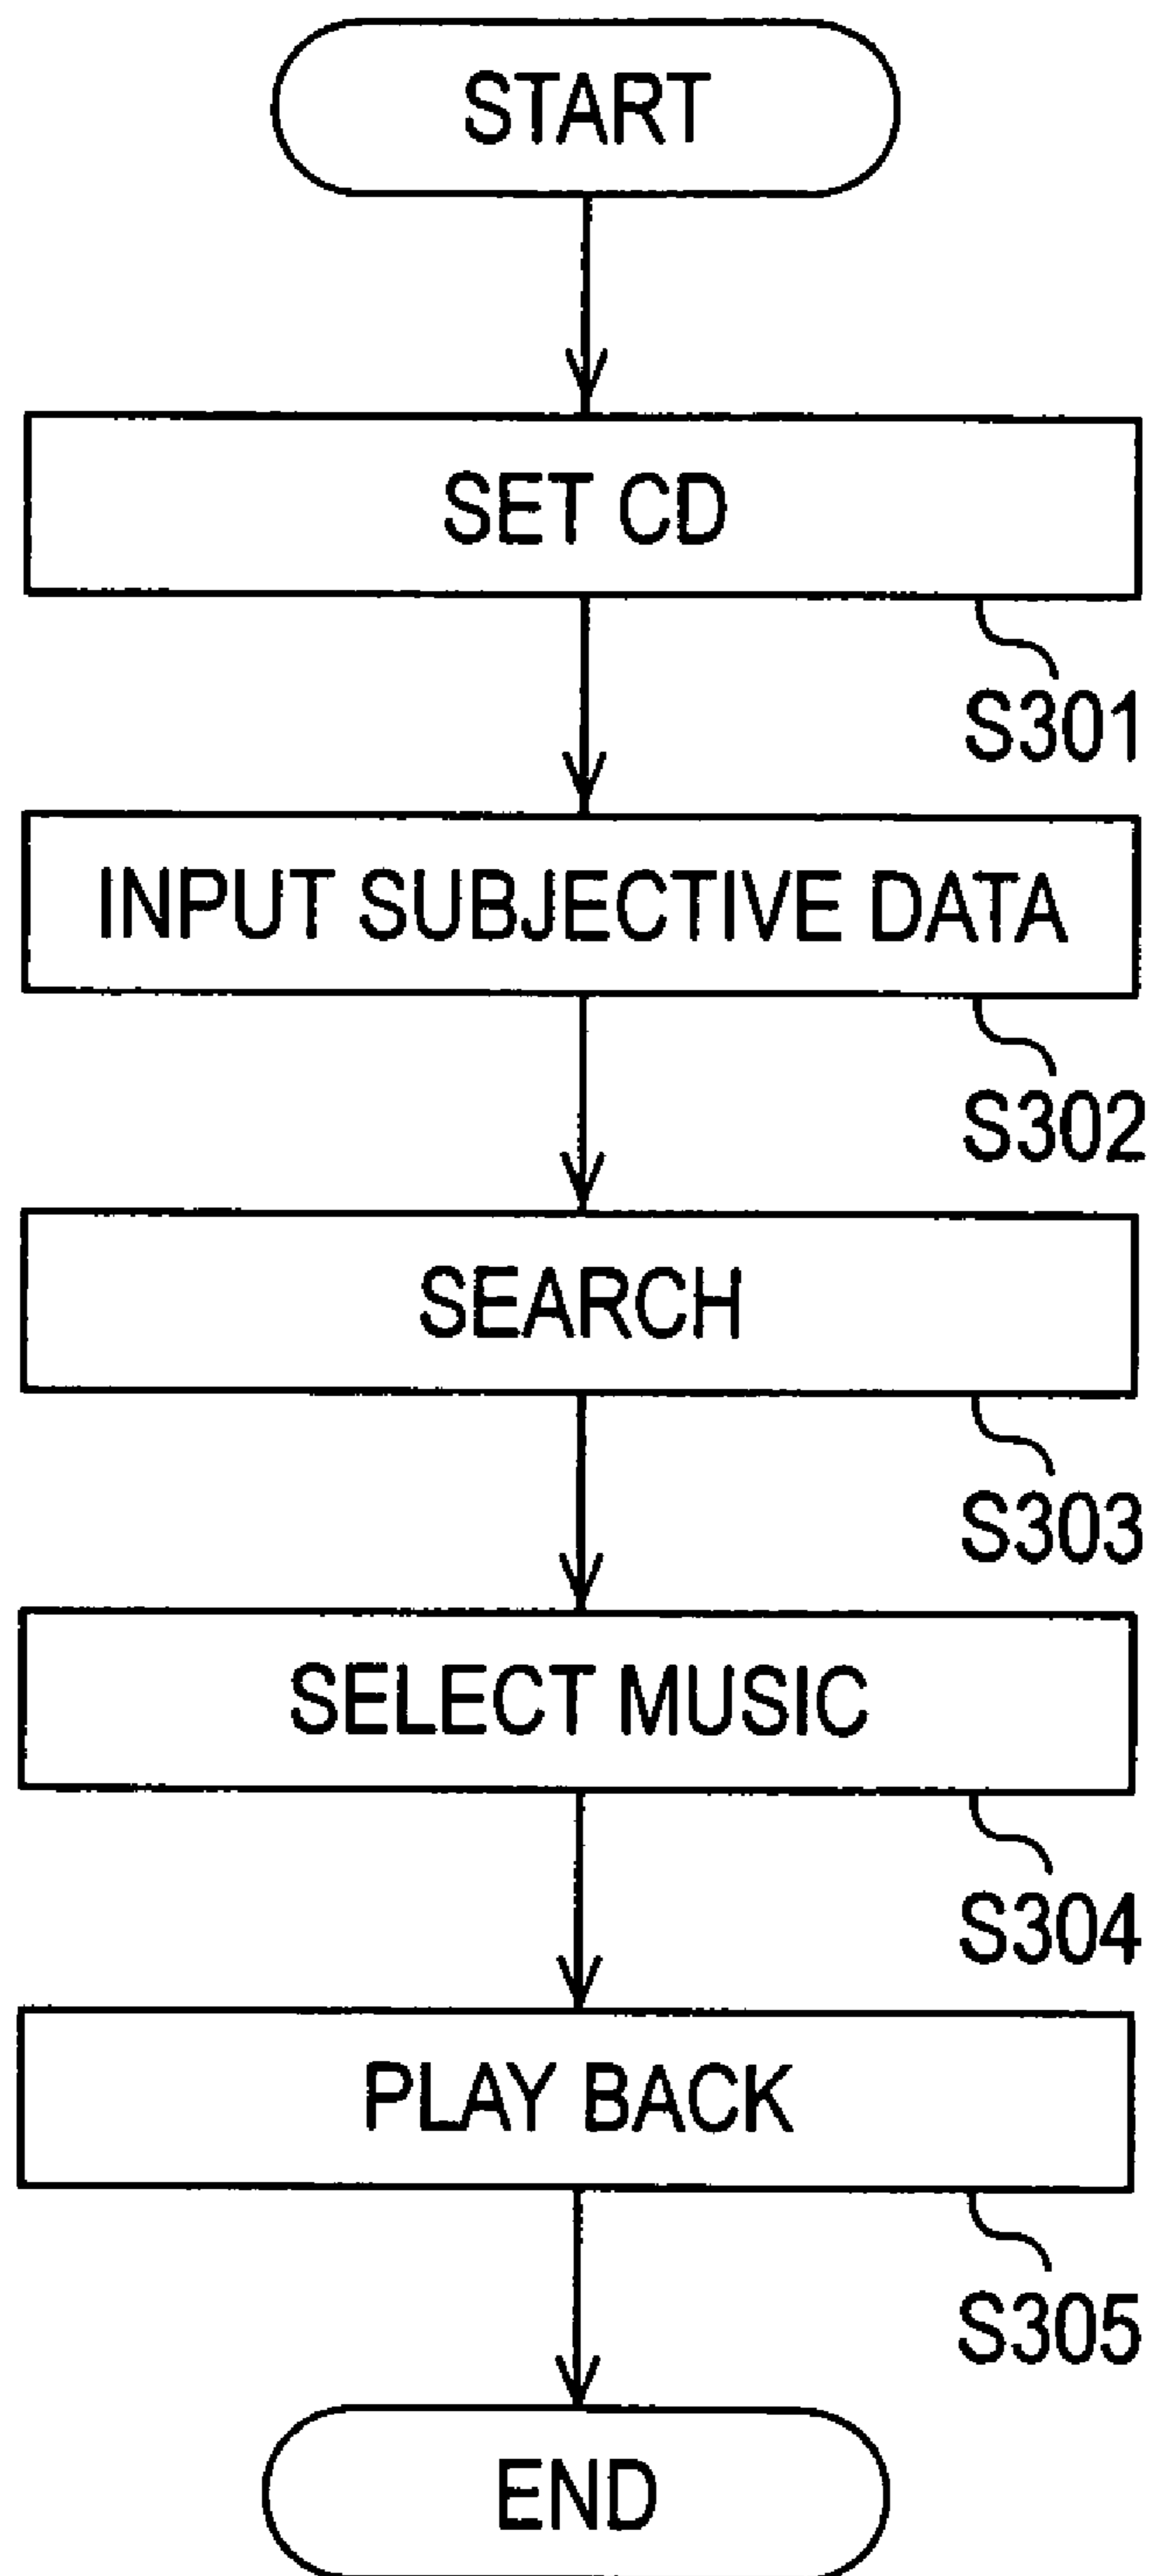 START
SET CD
S301
INPUT SUBJECTIVE DATA
S302
SEARCH
S303
SELECT MUSIC
S304
PLAY BACK
S305
END